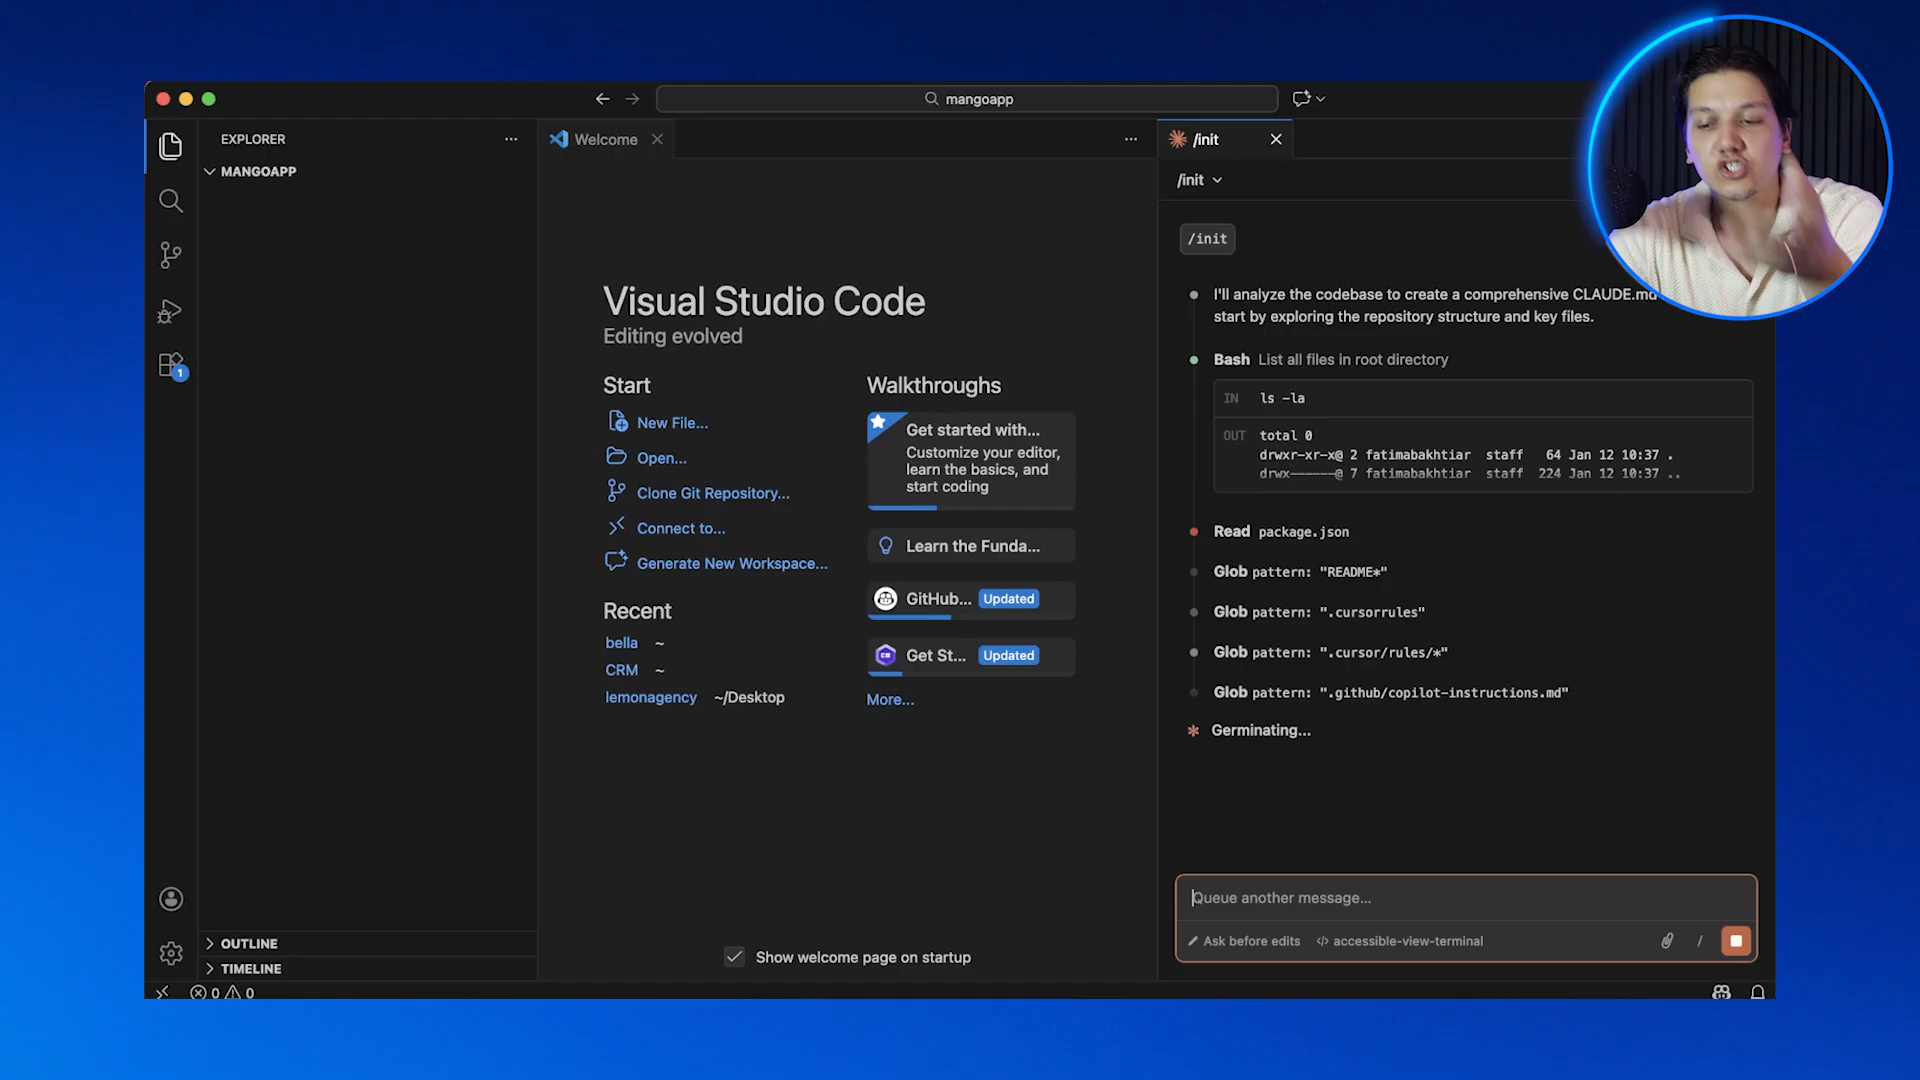 mangoapp
EXPLORER
MANGOAPP
Welcome
/init
/init
/init
Visual Studio Code
Editing evolved
Start
New File...
Open...
Clone Git Repository...
Connect to...
Generate New Workspace...
Recent
bella ~
CRM ~
lemonagency ~/Desktop
Walkthroughs
Get started with...
Customize your editor,
learn the basics, and
start coding
Learn the Funda...
GitHub... Updated
Get St... Updated
More...
Show welcome page on startup
I'll analyze the codebase to create a comprehensive CLAUDE.md
start by exploring the repository structure and key files.
Bash List all files in root directory
IN ls -la
OUT total 0
drwxr-xr-x@ 2 fatimabakhtiar staff 64 Jan 12 10:37 .
drwx------@ 7 fatimabakhtiar staff 224 Jan 12 10:37 ..
Read package.json
Glob pattern: "README*"
Glob pattern: ".cursorrules"
Glob pattern: ".cursor/rules/*"
Glob pattern: ".github/copilot-instructions.md"
Germinating...
Queue another message...
Ask before edits </> accessible-view-terminal /
1
OUTLINE
TIMELINE
0 0